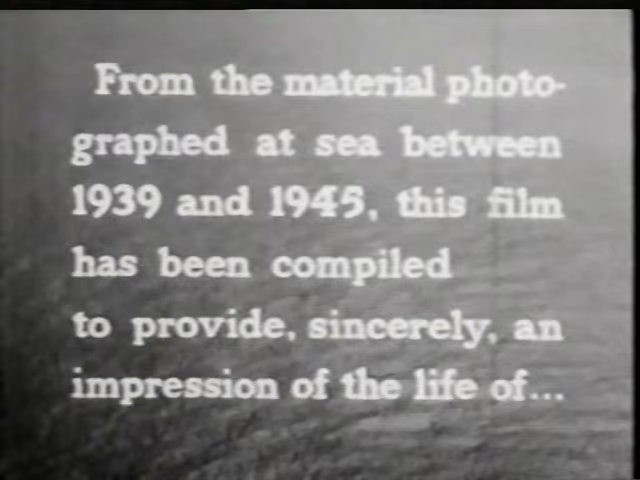 From the material photo-
graphed at sea between
1939 and 1945, this film
has been compiled
to provide, sincerely, an
impression of the life of...